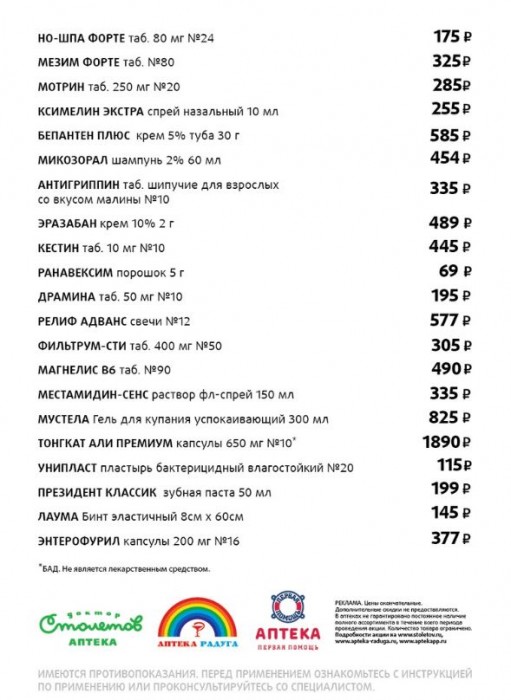 НО-ШПА ФОРТЕ таб. 80 мг №24 175 ₽
МЕЗИМ ФОРТЕ таб. №80 325₽
МОТРИН таб. 250 мг №20 285₽
КСИМЕЛИН ЭКСТРА спрей назальный 10 мл 255 ₽
БЕПАНТЕН ПЛЮС крем 5% туба 30 г 585 ₽
МИКОЗОРАЛ шампунь 2% 60 мл 454 ₽
АНТИГРИППИН таб. шипучие для взрослых
со вкусом малины №10 335 ₽
ЭРАЗАБАН крем 10% 2 г 489 ₽
КЕСТИН таб. 10 мг №10 445 ₽
РАНАВЕКСИМ порошок 5 г 69 ₽
ДРАМИНА таб. 50 мг №10 195 ₽
РЕЛИФ АДВАНС свечи №12 577 ₽
ФИЛЬТРУМ-СТИ таб. 400 мг №50 305 ₽
МАГНЕЛИС В6 таб. №90 490 ₽
МЕСТАМИДИН-СЕНС раствор фл-спрей 150 мл 335 ₽
МУСТЕЛА Гель для купания успокаивающий 300 мл 825 ₽
ТОНГКАТ АЛИ ПРЕМИУМ капсулы 650 мг №10* 1890₽
УНИПЛАСТ пластырь бактерицидный влагостойкий №20 115₽
ПРЕЗИДЕНТ КЛАССИК зубная паста 50 мл 199 ₽
ЛАУМА Бинт эластичный 8см х 60см 145 ₽
ЭНТЕРОФУРИЛ капсулы 200 мг №16 377 ₽
*БАД. Не является лекарственным средством.
доктор
Столетов
АПТЕКА
АПТЕКА РАДУГА
ПЕРВАЯ ПОМОЩЬ
АПТЕКА
ПЕРВАЯ ПОМОЩЬ
РЕКЛАМА. Цены окончательные.
Дополнительные скидки не предоставляются.
В аптеках не гарантировано постоянное наличие
полного ассортимента в течение всего периода
проведения акции. Количество товара ограничено.
Подробности акции на www.stoletov.ru,
www.apteka-raduga.ru, www.aptekapp.ru
ИМЕЮТСЯ ПРОТИВОПОКАЗАНИЯ. ПЕРЕД ПРИМЕНЕНИЕМ ОЗНАКОМЬТЕСЬ С ИНСТРУКЦИЕЙ
ПО ПРИМЕНЕНИЮ ИЛИ ПРОКОНСУЛЬТИРУЙТЕСЬ СО СПЕЦИАЛИСТОМ.